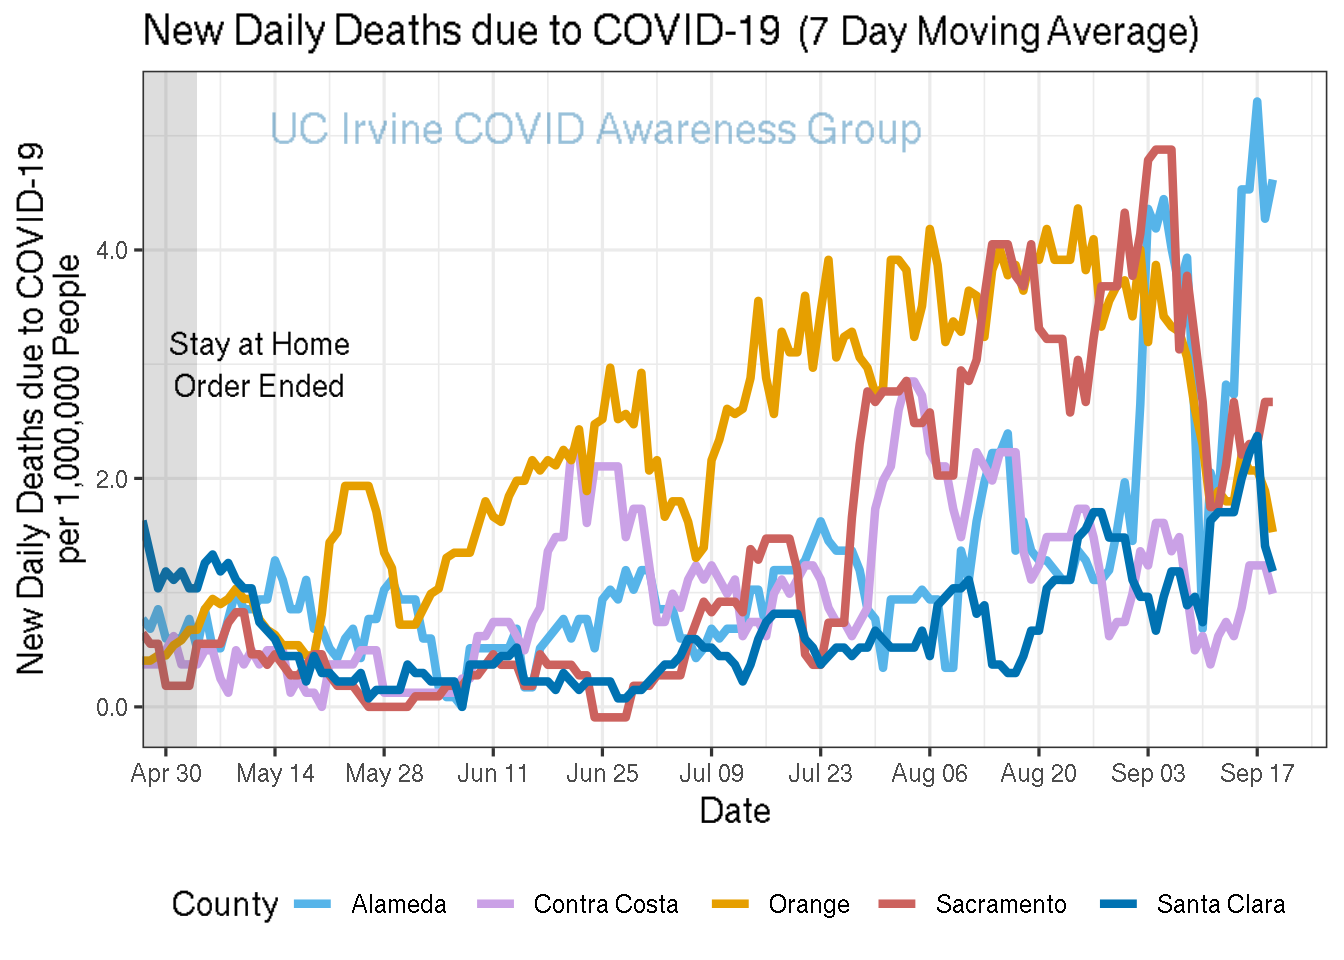 New Daily Deaths due to COVID-19 (7 Day Moving Average)
UC Irvine COVID Awareness Group
New Daily Deaths due to COVID-19
per 1,000,000 People
4.0
2.0
0.0
Stay at Home
Order Ended
Apr 30 May 14 May 28 Jun 11 Jun 25 Jul 09 Jul 23 Aug 06 Aug 20 Sep 03 Sep 17
Date
County Alameda Contra Costa Orange Sacramento Santa Clara